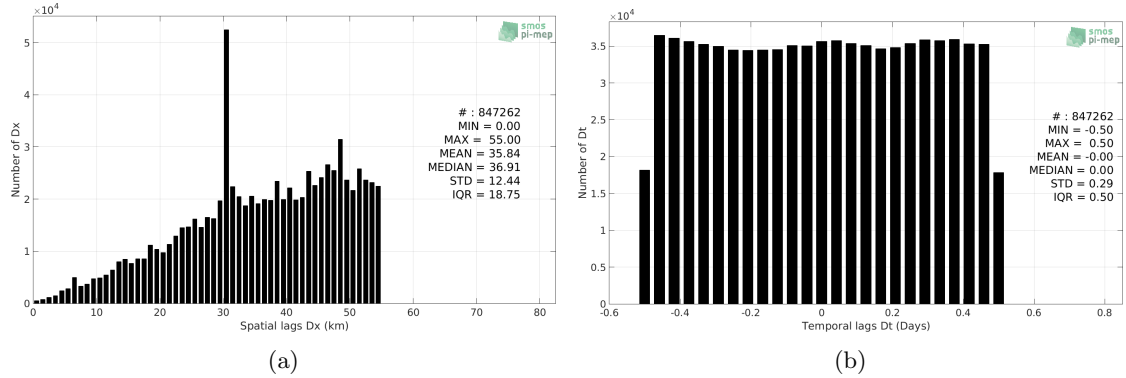 ×10⁴
5
4
3
2
1
0
Number of Dx
0 10 20 30 40 50 60 70 80
Spatial lags Dx (km)
smos
pi-mep
# : 847262
MIN = 0.00
MAX = 55.00
MEAN = 35.84
MEDIAN = 36.91
STD = 12.44
IQR = 18.75
(a)
×10⁴
3.5
3
2.5
2
1.5
1
0.5
0
Number of Dt
-0.6 -0.4 -0.2 0 0.2 0.4 0.6 0.8
Temporal lags Dt (Days)
smos
pi-mep
# : 847262
MIN = -0.50
MAX = 0.50
MEAN = -0.00
MEDIAN = 0.00
STD = 0.29
IQR = 0.50
(b)